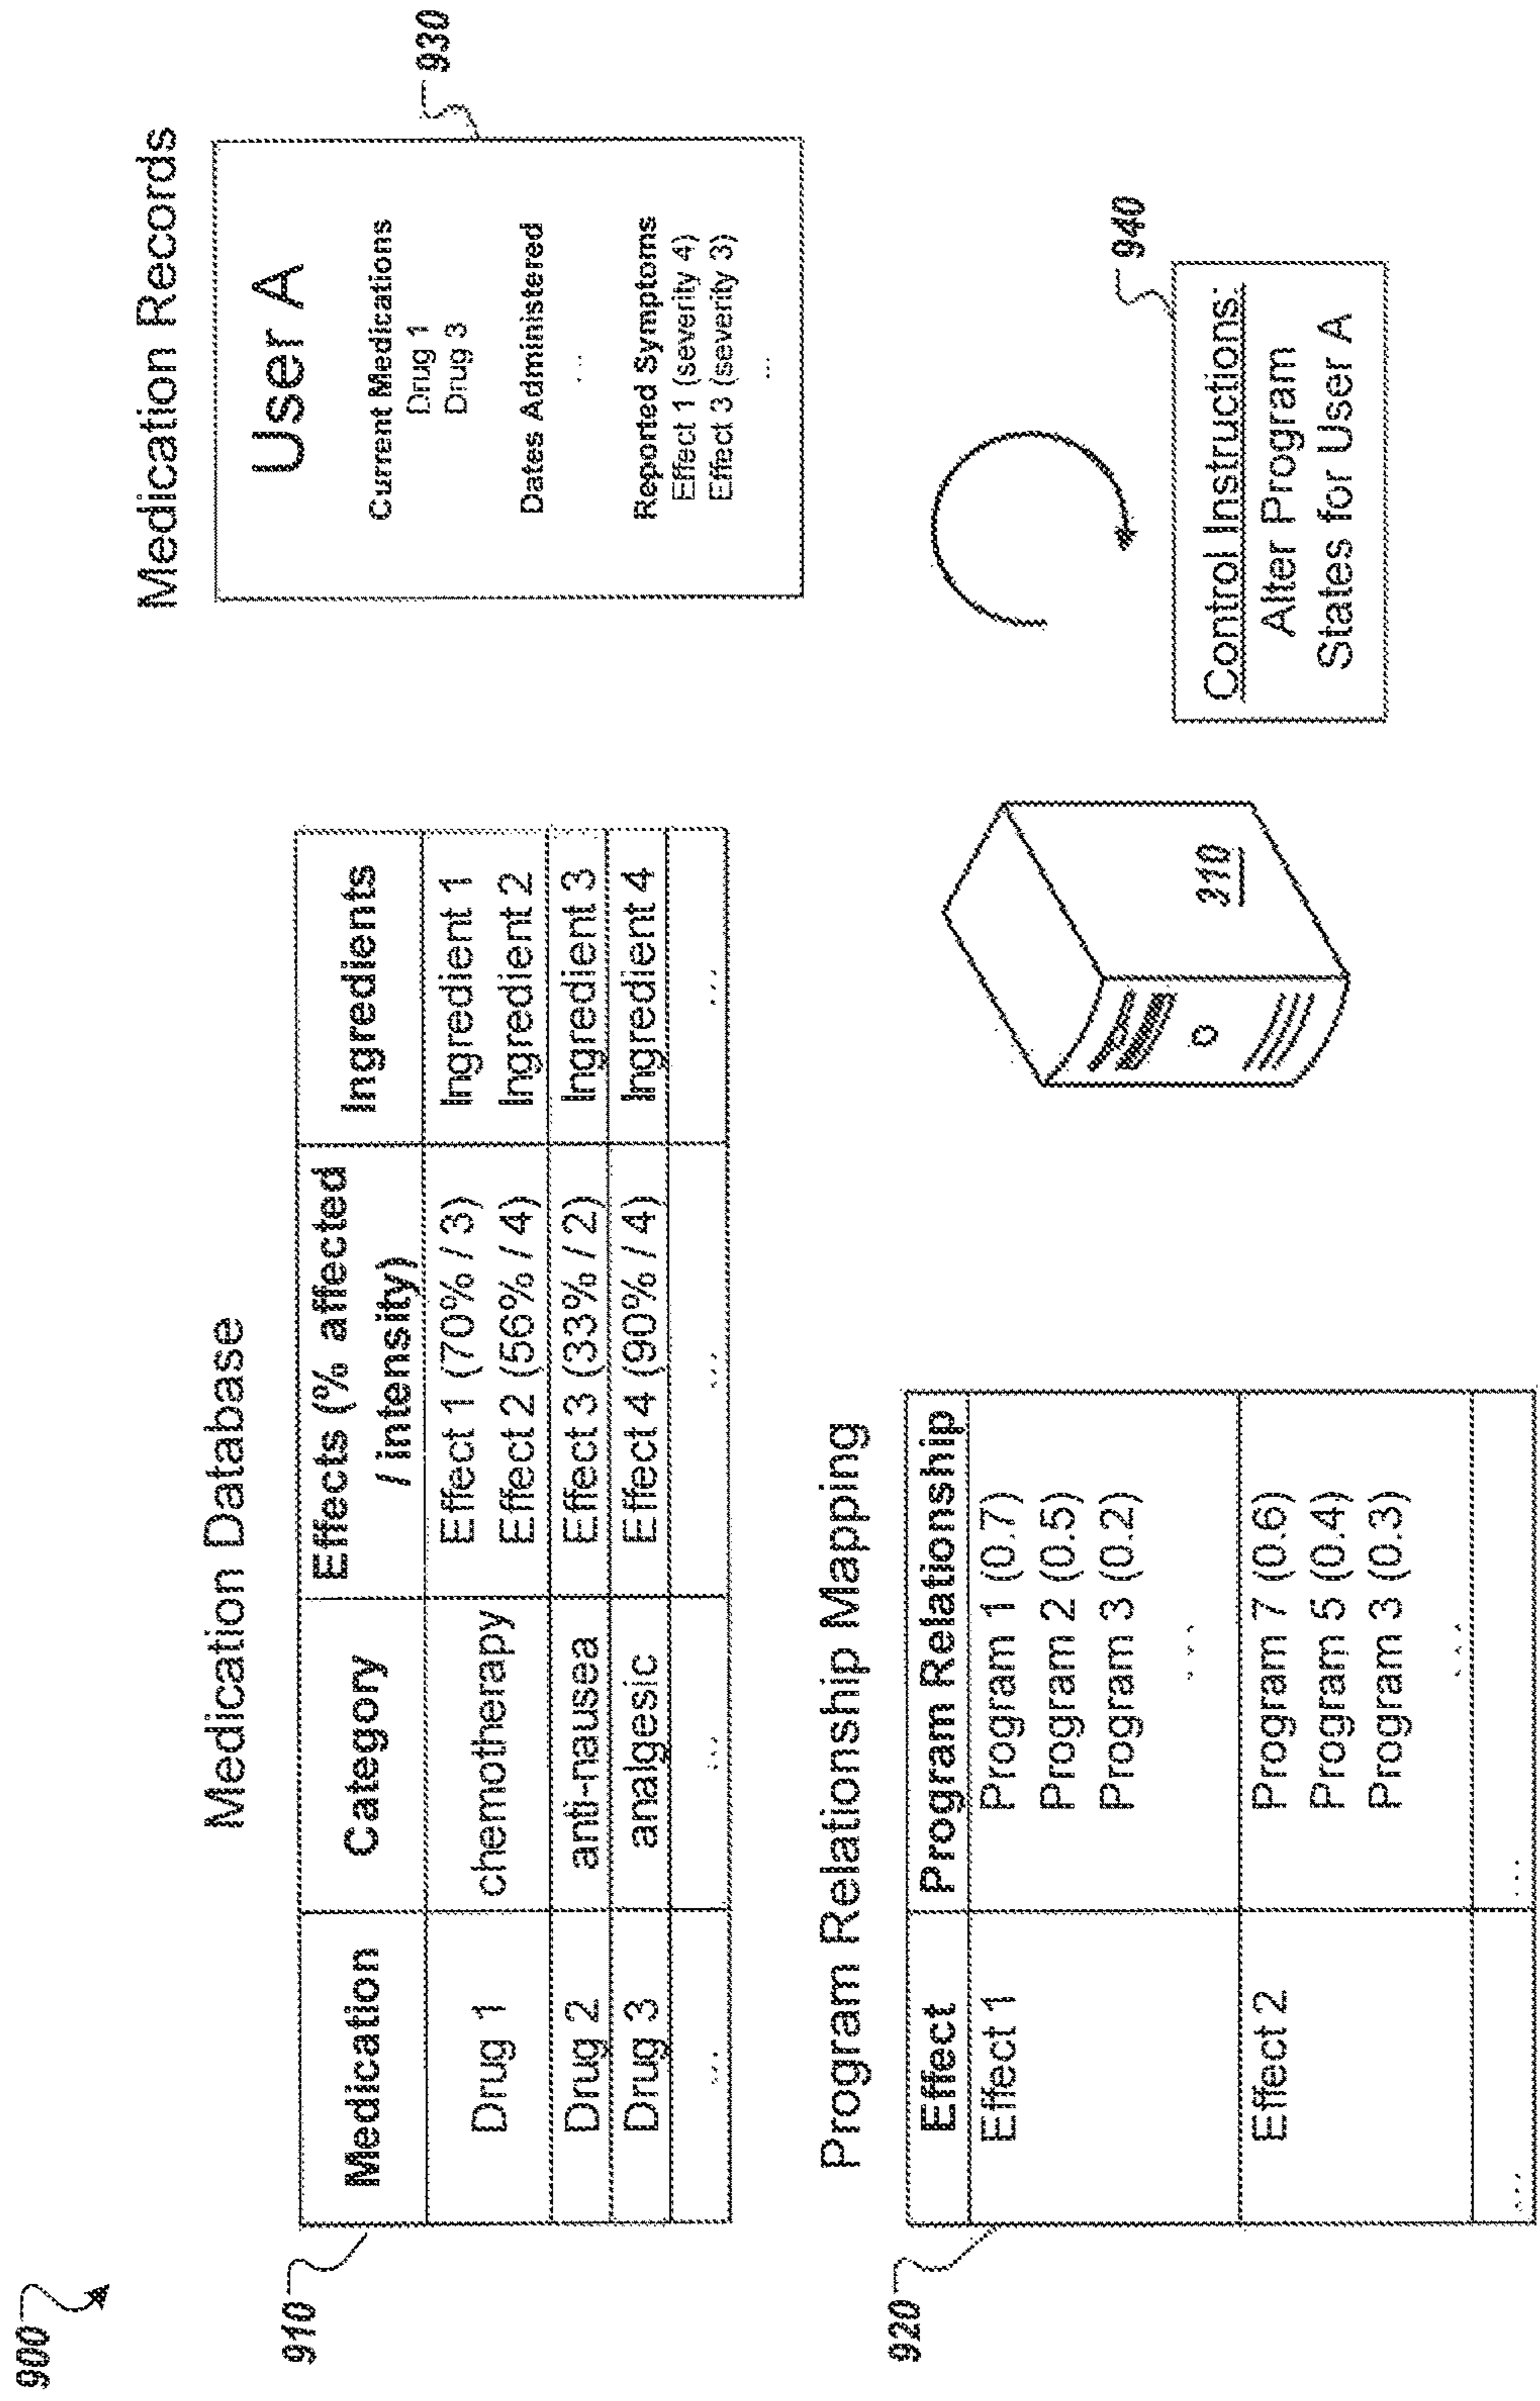 900
Medication Database
910
Medication Category Effects (% affected / intensity) Ingredients
Drug 1 chemotherapy Effect 1 (70% / 3) Ingredient 1
Effect 2 (56% / 4) Ingredient 2
Drug 2 anti-nausea Effect 3 (33% / 2) Ingredient 3
Drug 3 analgesic Effect 4 (90% / 4) Ingredient 4
... ... ... ...
Medication Records
930
User A
Current Medications
Drug 1
Drug 3
Dates Administered
...
Reported Symptoms
Effect 1 (severity 4)
Effect 3 (severity 3)
...
Program Relationship Mapping
920
Effect Program Relationship
Effect 1 Program 1 (0.7)
Program 2 (0.5)
Program 3 (0.2)
...
Effect 2 Program 7 (0.6)
Program 5 (0.4)
Program 3 (0.3)
...
... ...
310
940
Control Instructions:
Alter Program
States for User A